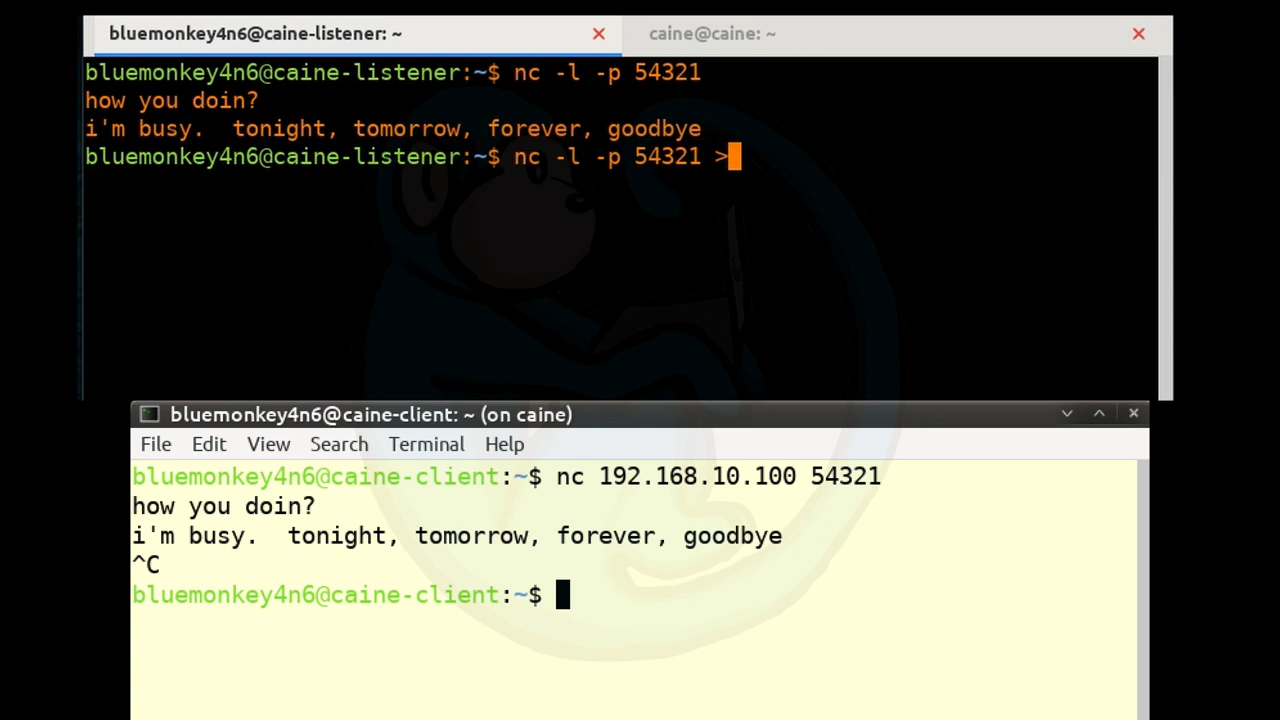 bluemonkey4n6@caine-listener: ~
caine@caine: ~
bluemonkey4n6@caine-listener:~$ nc -l -p 54321
how you doin?
i'm busy.  tonight, tomorrow, forever, goodbye
bluemonkey4n6@caine-listener:~$ nc -l -p 54321 >
bluemonkey4n6@caine-client: ~ (on caine)
File Edit View Search Terminal Help
bluemonkey4n6@caine-client:~$ nc 192.168.10.100 54321
how you doin?
i'm busy.  tonight, tomorrow, forever, goodbye
^C
bluemonkey4n6@caine-client:~$